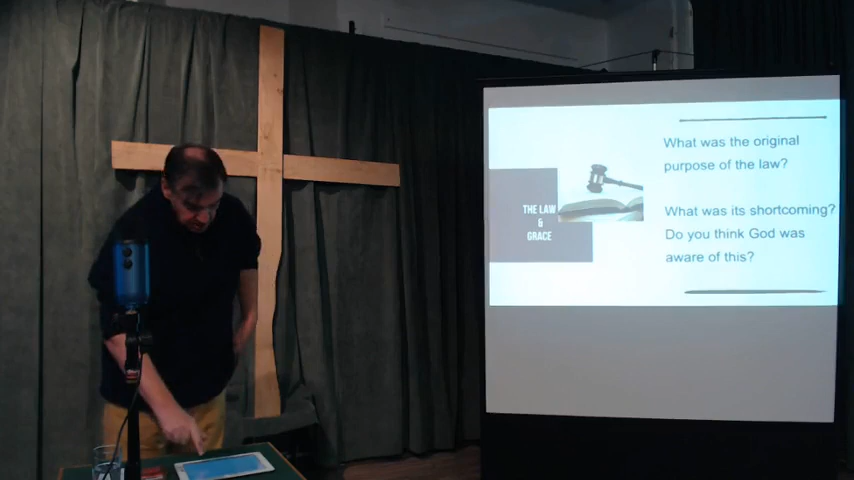 THE LAW
&
GRACE
What was the original
purpose of the law?
What was its shortcoming?
Do you think God was
aware of this?